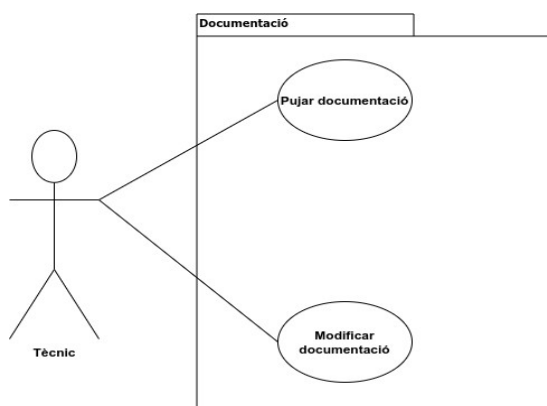 Documentació
Pujar documentació
Modificar
documentació
Tècnic